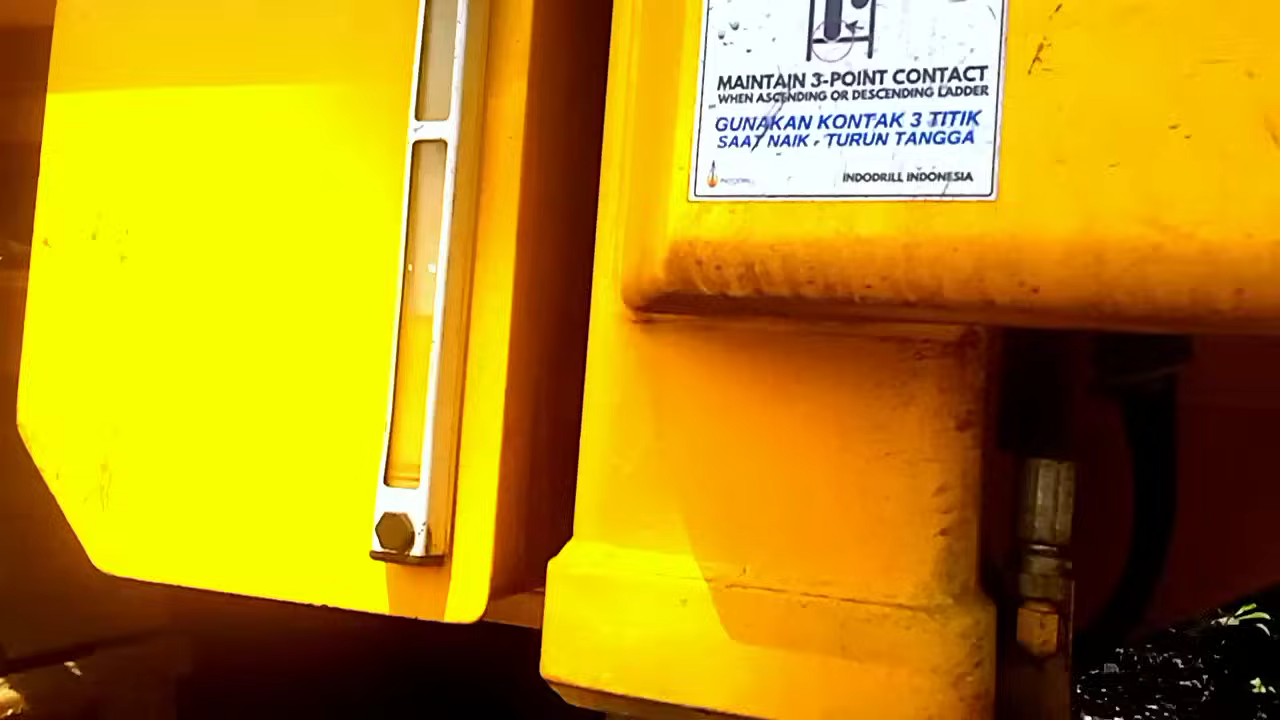 MAINTAIN 3-POINT CONTACT
WHEN ASCENDING OR DESCENDING LADDER
GUNAKAN KONTAK 3 TITIK
SAAT NAIK - TURUN TANGGA
INDODRILL INDONESIA